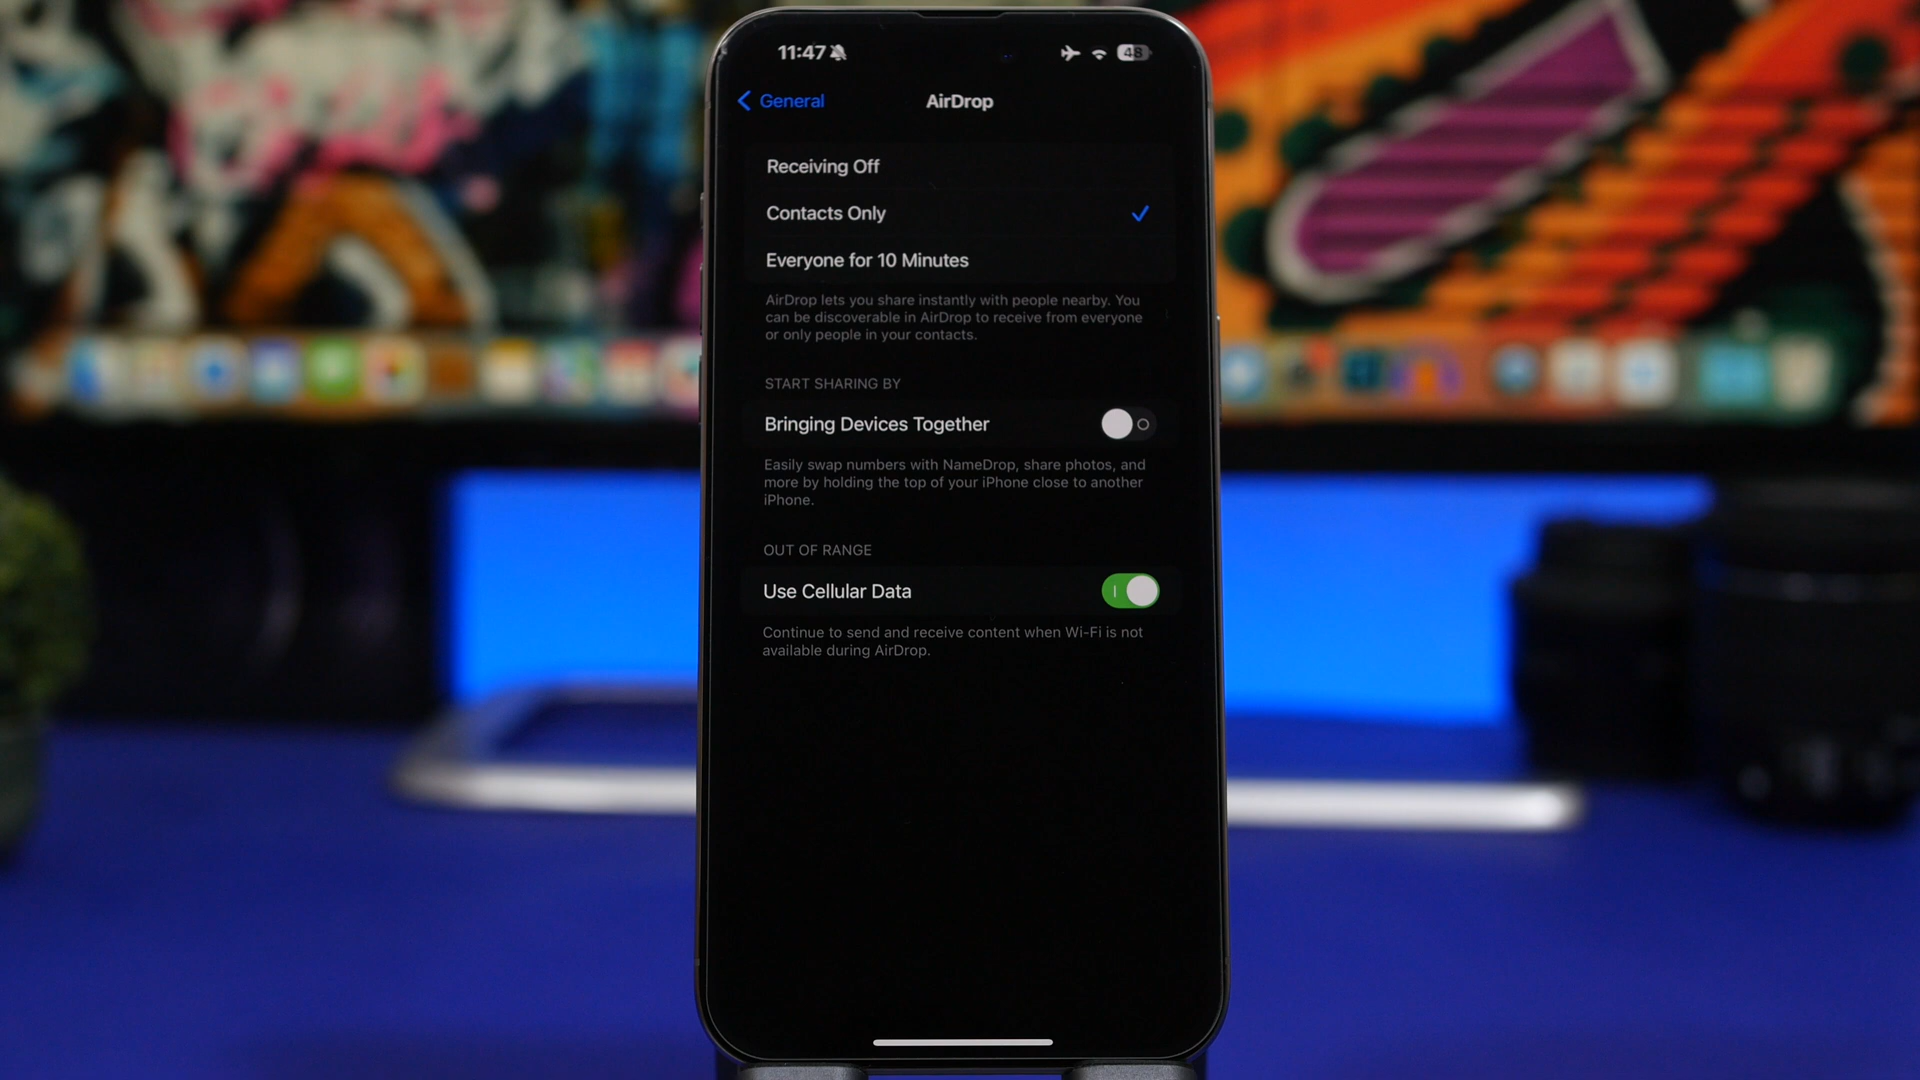 11:47
48
General
AirDrop
Receiving Off
Contacts Only
Everyone for 10 Minutes
AirDrop lets you share instantly with people nearby. You
can be discoverable in AirDrop to receive from everyone
or only people in your contacts.
START SHARING BY
Bringing Devices Together
Easily swap numbers with NameDrop, share photos, and
more by holding the top of your iPhone close to another
iPhone.
OUT OF RANGE
Use Cellular Data
Continue to send and receive content when Wi-Fi is not
available during AirDrop.